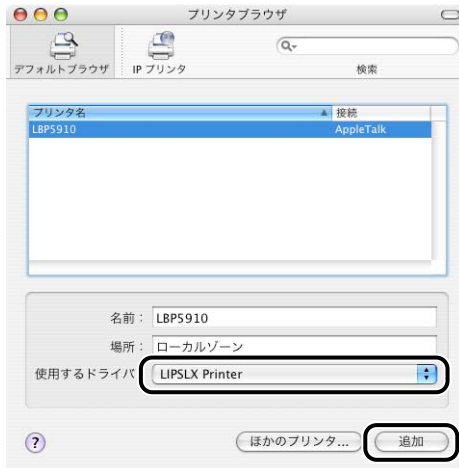 プリンタブラウザ
デフォルトブラウザ IP プリンタ 検索
プリンタ名 接続
LBP5910 AppleTalk
名前： LBP5910
場所： ローカルゾーン
使用するドライバ LIPSLX Printer
? ほかのプリンタ... 追加